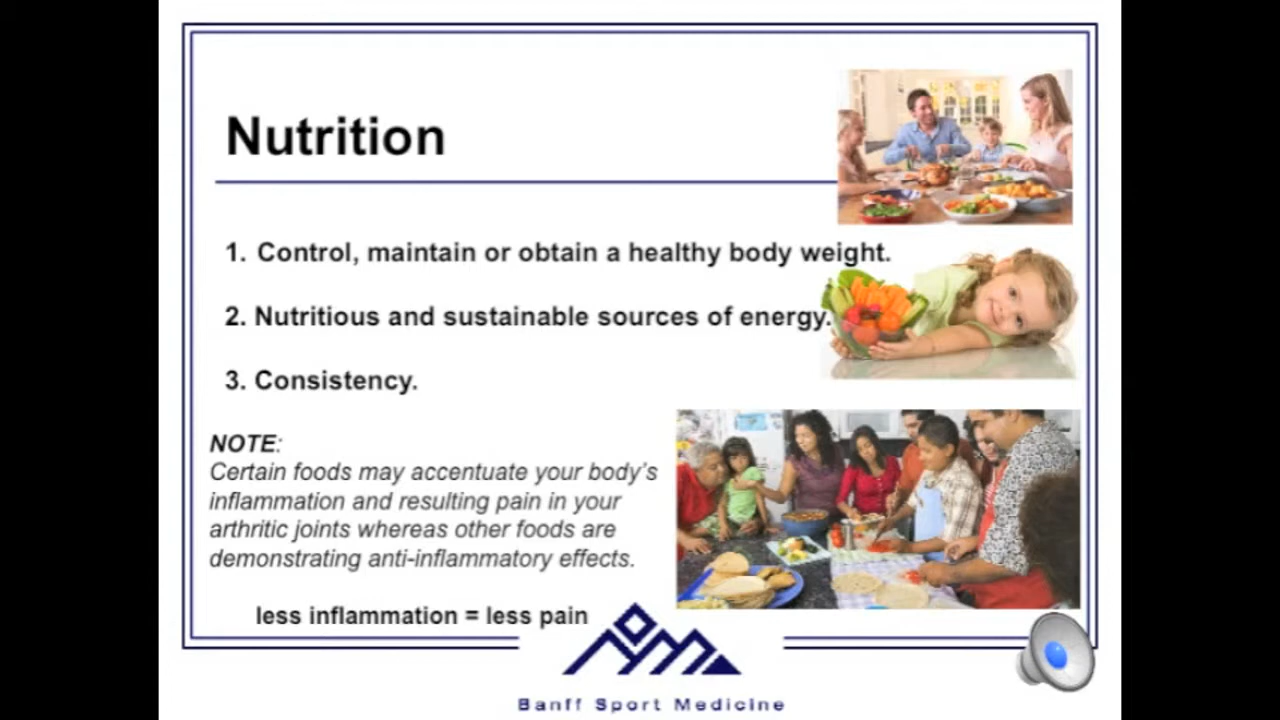 Nutrition
1. Control, maintain or obtain a healthy body weight.
2. Nutritious and sustainable sources of energy.
3. Consistency.
NOTE:
Certain foods may accentuate your body’s
inflammation and resulting pain in your
arthritic joints whereas other foods are
demonstrating anti-inflammatory effects.
less inflammation = less pain
Banff Sport Medicine